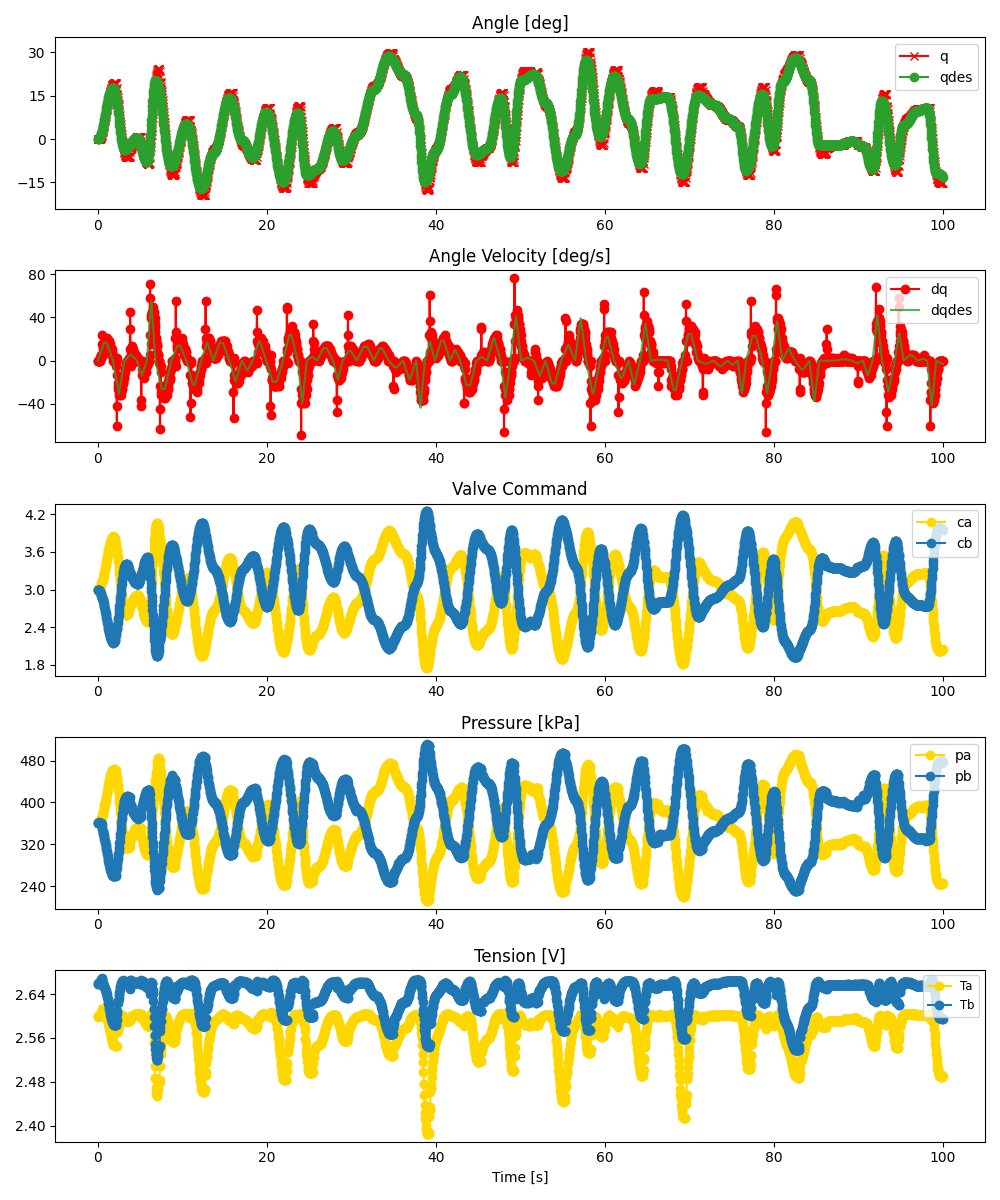 Angle [deg]
30
15
0
−15
q
qdes
0 20 40 60 80 100
Angle Velocity [deg/s]
80
40
0
−40
dq
dqdes
0 20 40 60 80 100
Valve Command
4.2
3.6
3.0
2.4
1.8
ca
cb
0 20 40 60 80 100
Pressure [kPa]
480
400
320
240
pa
pb
0 20 40 60 80 100
Tension [V]
2.64
2.56
2.48
2.40
Ta
Tb
0 20 40 60 80 100
Time [s]